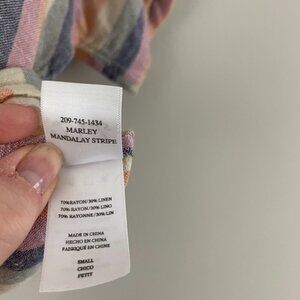 209-745-1434
MARLEY
MANDALAY STRIPE
70% RAYON/30% LINEN
70% RAYON/30% LINO
70% RAYONNE/30% LIN
MADE IN CHINA
HECHO EN CHINA
FABRIQUÉ EN CHINE
SMALL
CHICO
PETIT